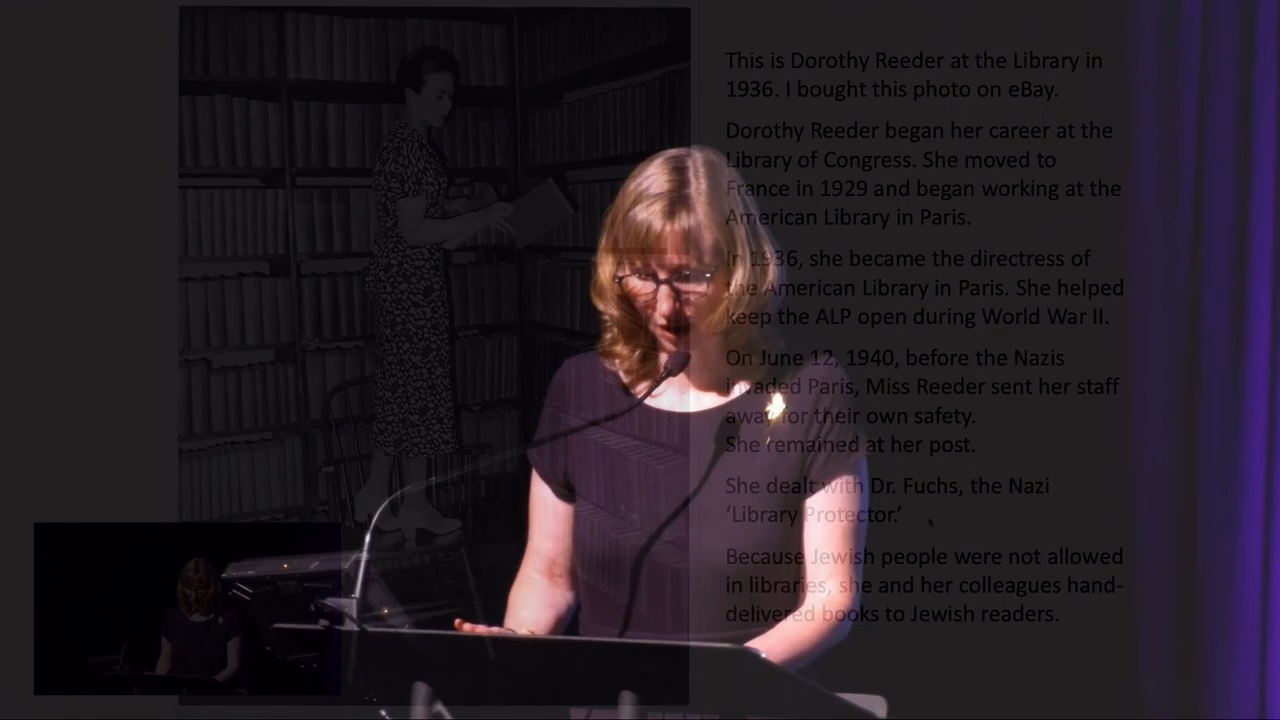 This is Dorothy Reeder at the Library in
1936. I bought this photo on eBay.
Dorothy Reeder began her career at the
Library of Congress. She moved to
France in 1929 and began working at the
American Library in Paris.
In 1936, she became the directress of
the American Library in Paris. She helped
keep the ALP open during World War II.
On June 12, 1940, before the Nazis
invaded Paris, Miss Reeder sent her staff
away for their own safety.
She remained at her post.
She dealt with Dr. Fuchs, the Nazi
‘Library Protector.’
Because Jewish people were not allowed
in libraries, she and her colleagues hand-
delivered books to Jewish readers.